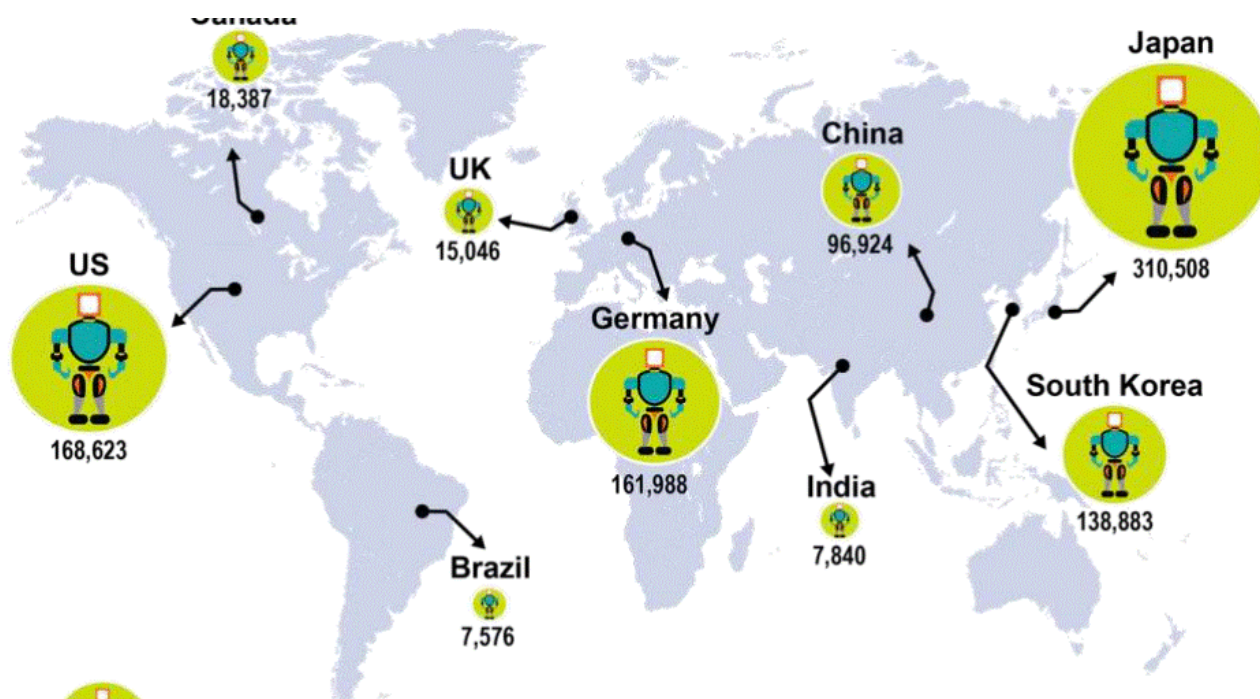 Canada
18,387
Japan
310,508
China
96,924
UK
15,046
US
168,623
Germany
161,988
South Korea
138,883
India
7,840
Brazil
7,576